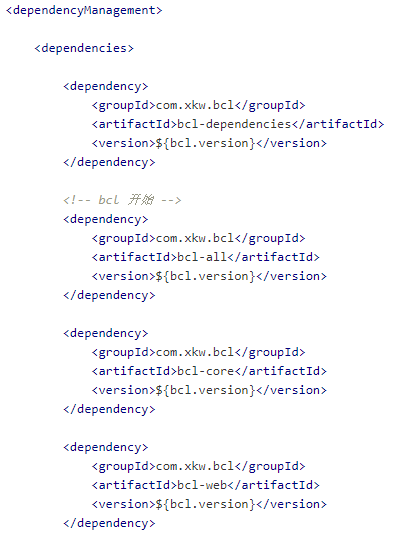 <dependencyManagement>
<dependencies>
<dependency>
<groupId>com.xkw.bcl</groupId>
<artifactId>bcl-dependencies</artifactId>
<version>${bcl.version}</version>
</dependency>
<!-- bcl 开始 -->
<dependency>
<groupId>com.xkw.bcl</groupId>
<artifactId>bcl-all</artifactId>
<version>${bcl.version}</version>
</dependency>
<dependency>
<groupId>com.xkw.bcl</groupId>
<artifactId>bcl-core</artifactId>
<version>${bcl.version}</version>
</dependency>
<dependency>
<groupId>com.xkw.bcl</groupId>
<artifactId>bcl-web</artifactId>
<version>${bcl.version}</version>
</dependency>